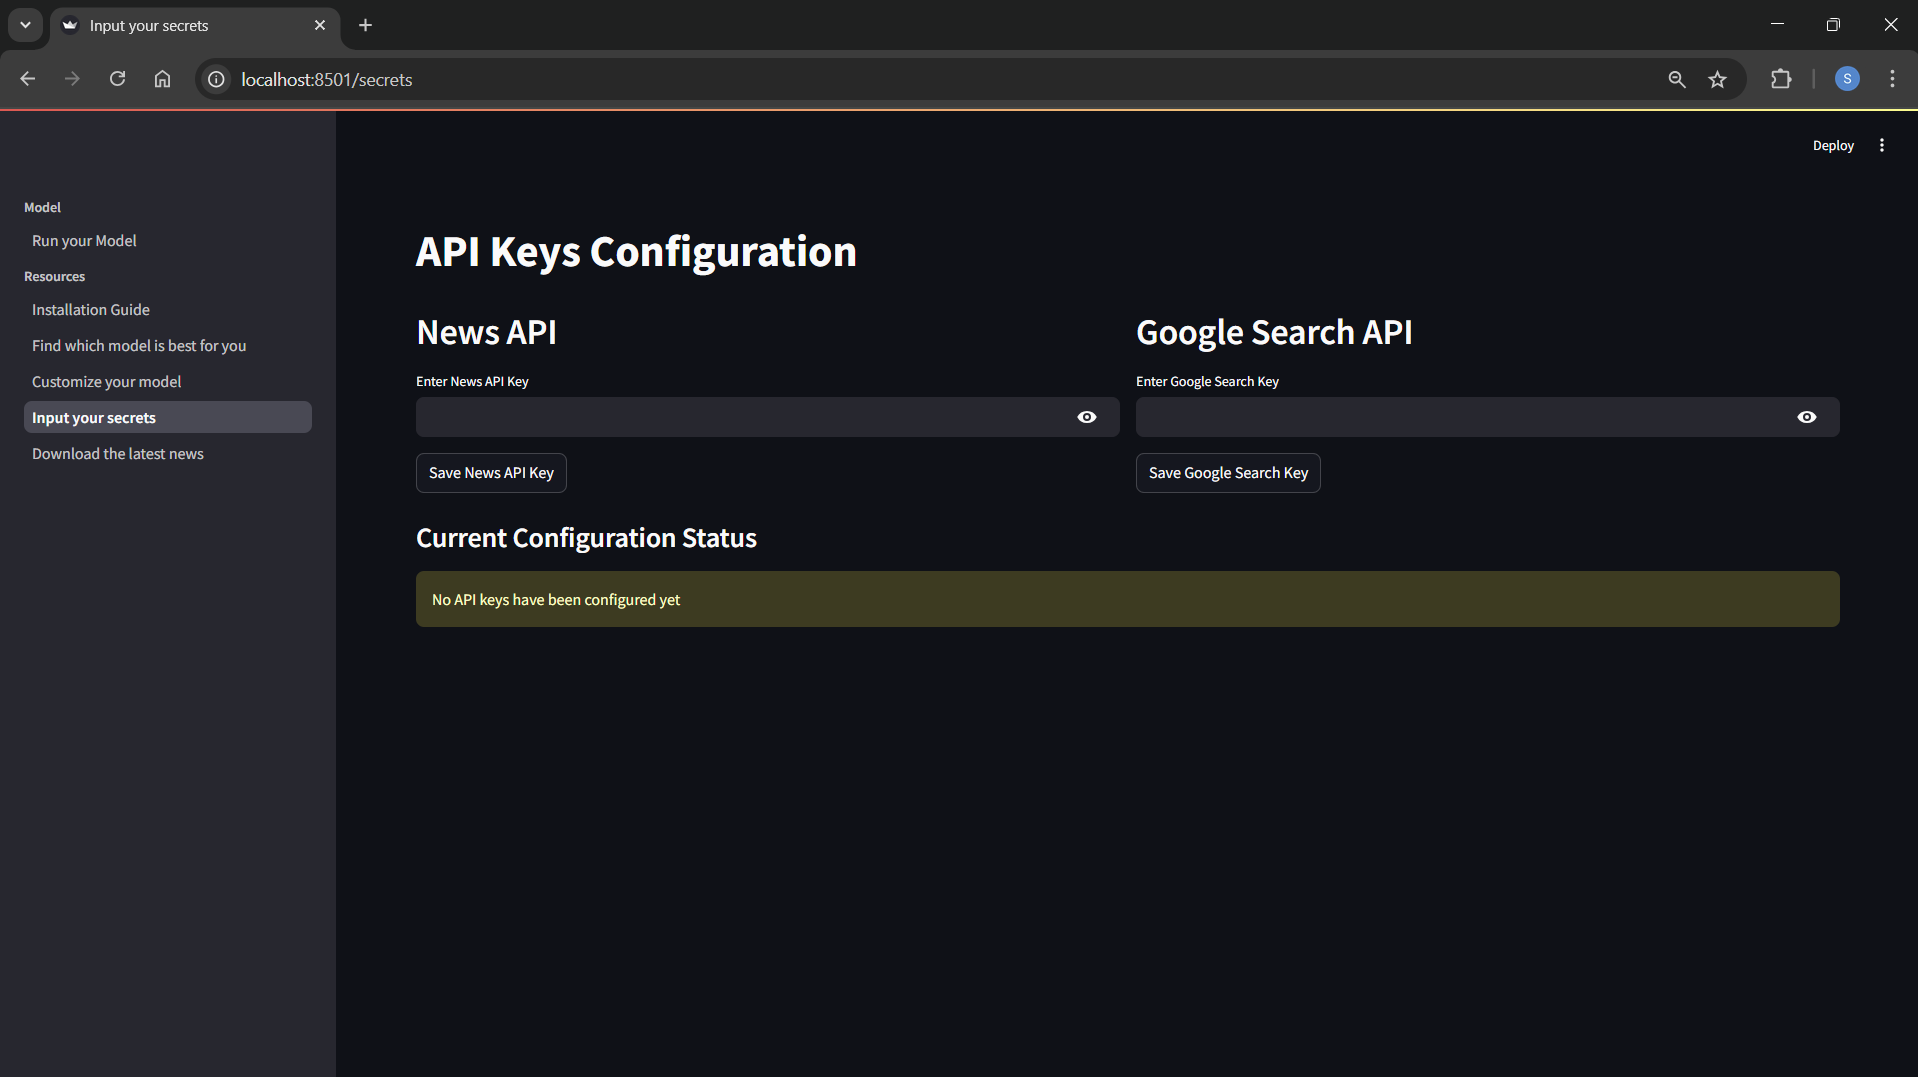 Input your secrets
localhost:8501/secrets
S
Deploy
Model
Run your Model
Resources
Installation Guide
Find which model is best for you
Customize your model
Input your secrets
Download the latest news
API Keys Configuration
News API
Enter News API Key
Save News API Key
Google Search API
Enter Google Search Key
Save Google Search Key
Current Configuration Status
No API keys have been configured yet